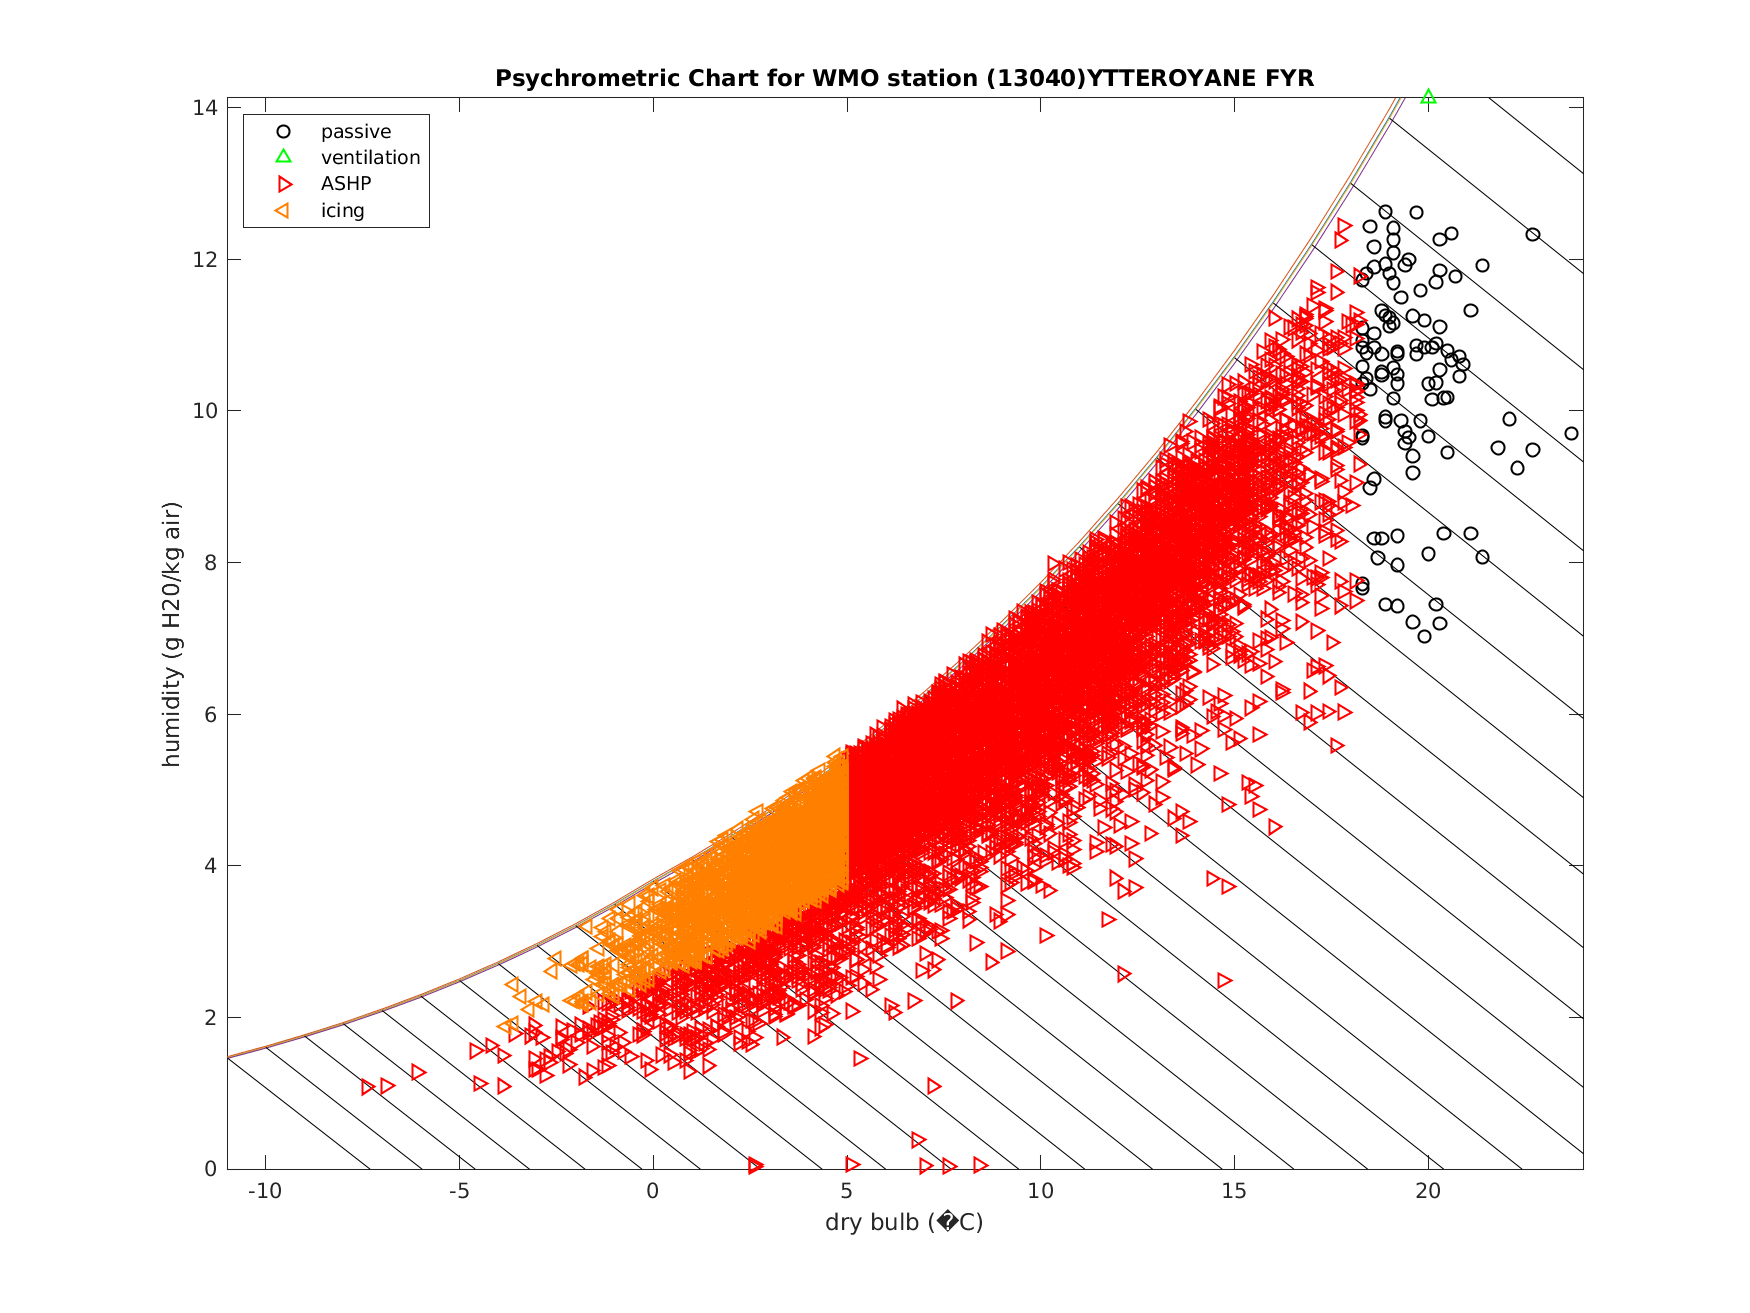 Psychrometric Chart for WMO station (13040)YTTEROYANE FYR
passive
ventilation
ASHP
icing
humidity (g H20/kg air)
14
12
10
8
6
4
2
0
-10 -5 0 5 10 15 20
dry bulb (�C)